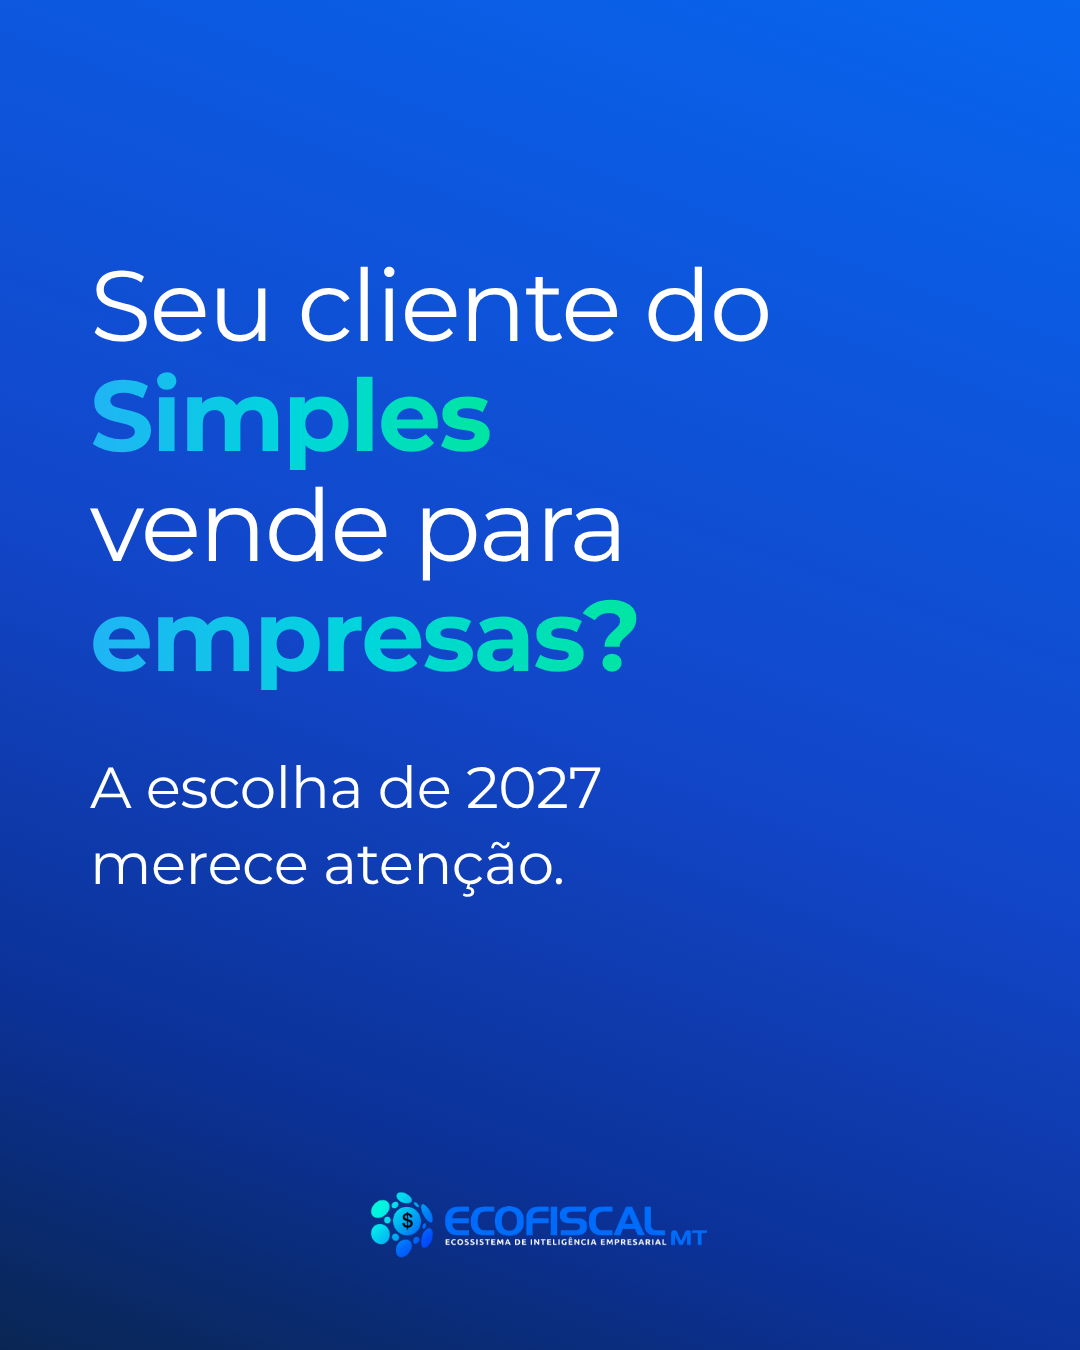 Seu cliente do
Simples
vende para
empresas?
A escolha de 2027
merece atenção.
$
ECOFISCAL
ECOSSISTEMA DE INTELIGÊNCIA EMPRESARIAL MT